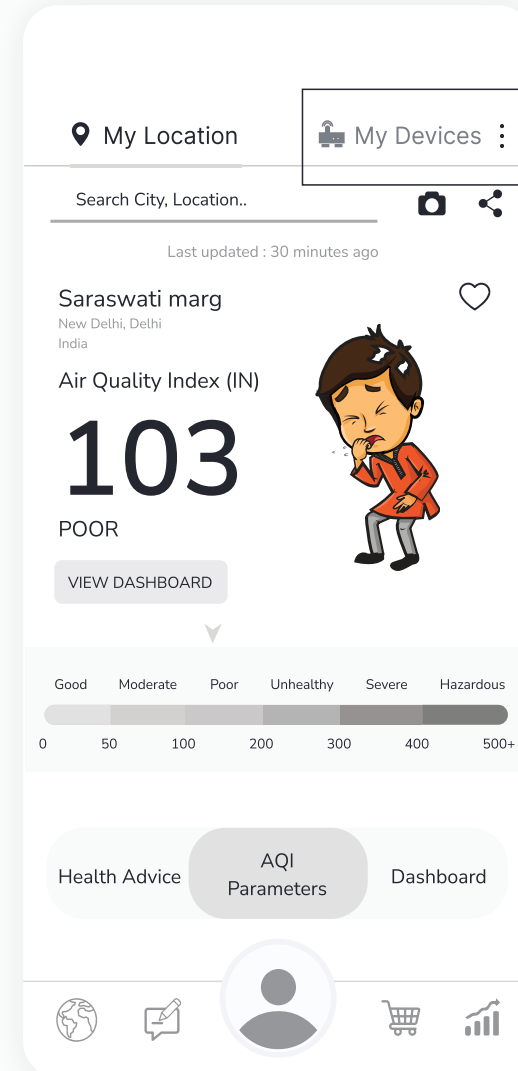 My Location
My Devices
Search City, Location..
Last updated : 30 minutes ago
Saraswati marg
New Delhi, Delhi
India
Air Quality Index (IN)
103
POOR
VIEW DASHBOARD
Good Moderate Poor Unhealthy Severe Hazardous
0 50 100 200 300 400 500+
Health Advice
AQI
Parameters
Dashboard